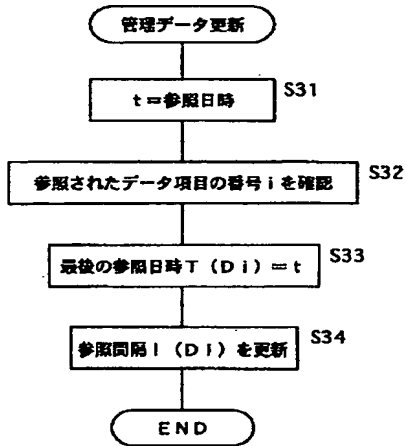 管理データ更新
t＝参照日時 S31
参照されたデータ項目の番号iを確認 S32
最後の参照日時T（Di）＝t S33
参照間隔I（Di）を更新 S34
END